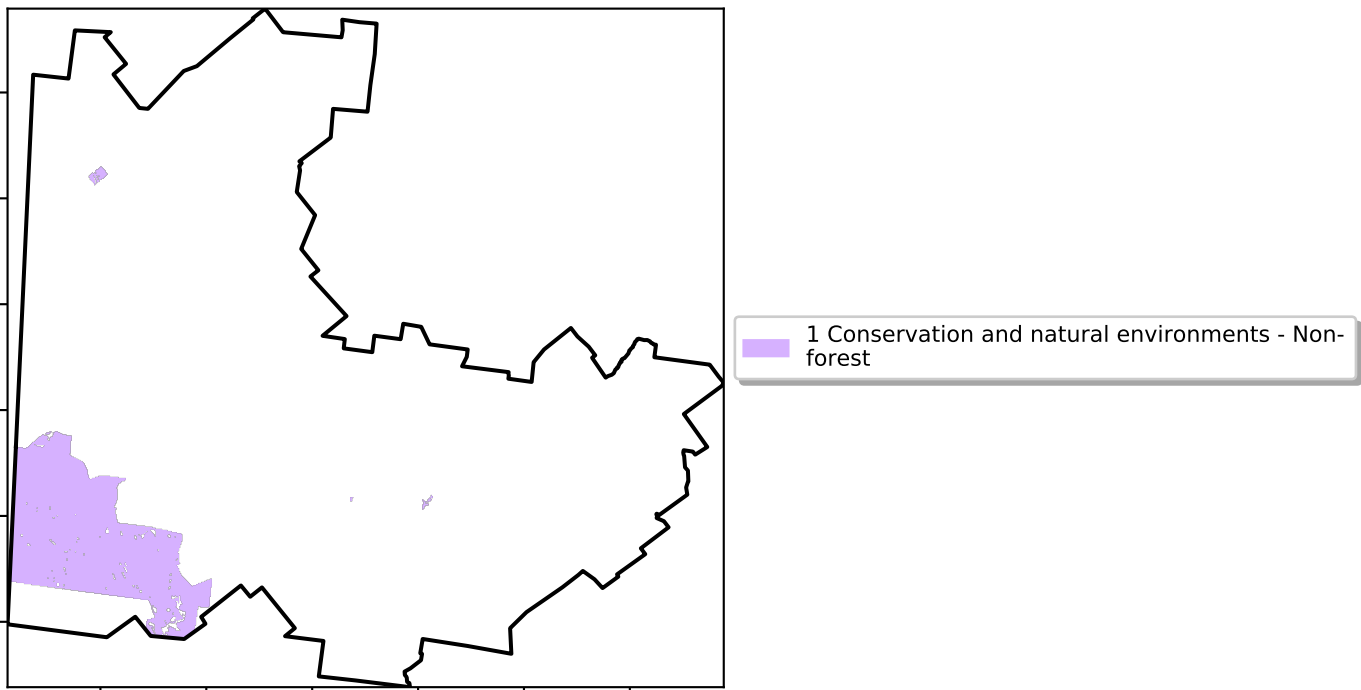 1 Conservation and natural environments - Non-
forest